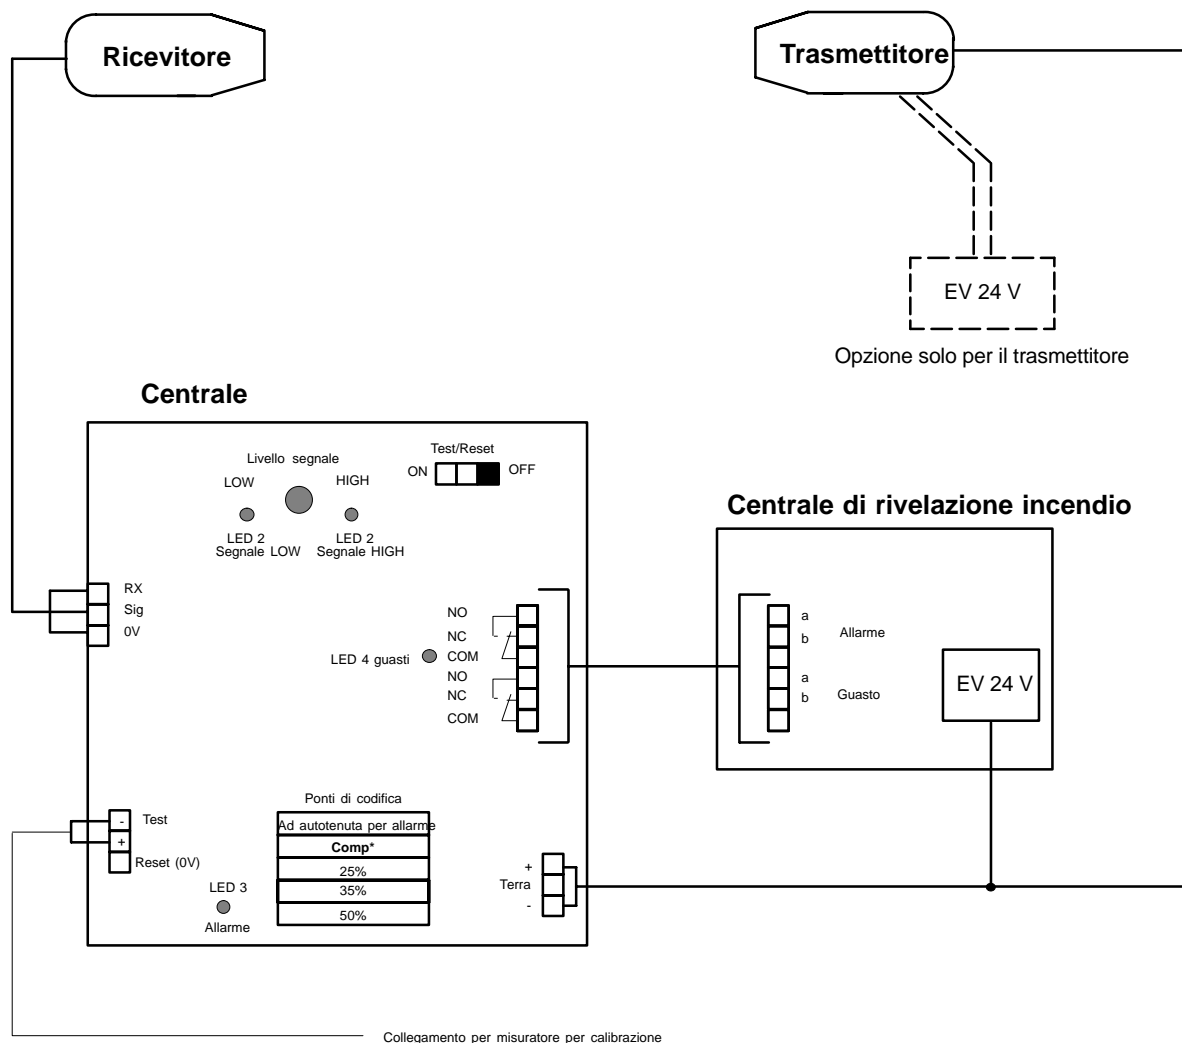 Ricevitore
Trasmettitore
EV 24 V
Opzione solo per il trasmettitore
Centrale
Livello segnale
LOW
HIGH
LED 2
Segnale LOW
LED 2
Segnale HIGH
Test/Reset
ON
OFF
RX
Sig
0V
LED 4 guasti
NO
NC
COM
NO
NC
COM
Centrale di rivelazione incendio
a
b
Allarme
a
b
Guasto
EV 24 V
-
+
Test
Reset (0V)
LED 3
Allarme
Ponti di codifica
Ad autotenuta per allarme
Comp*
25%
35%
50%
+
Terra
-
Collegamento per misuratore per calibrazione